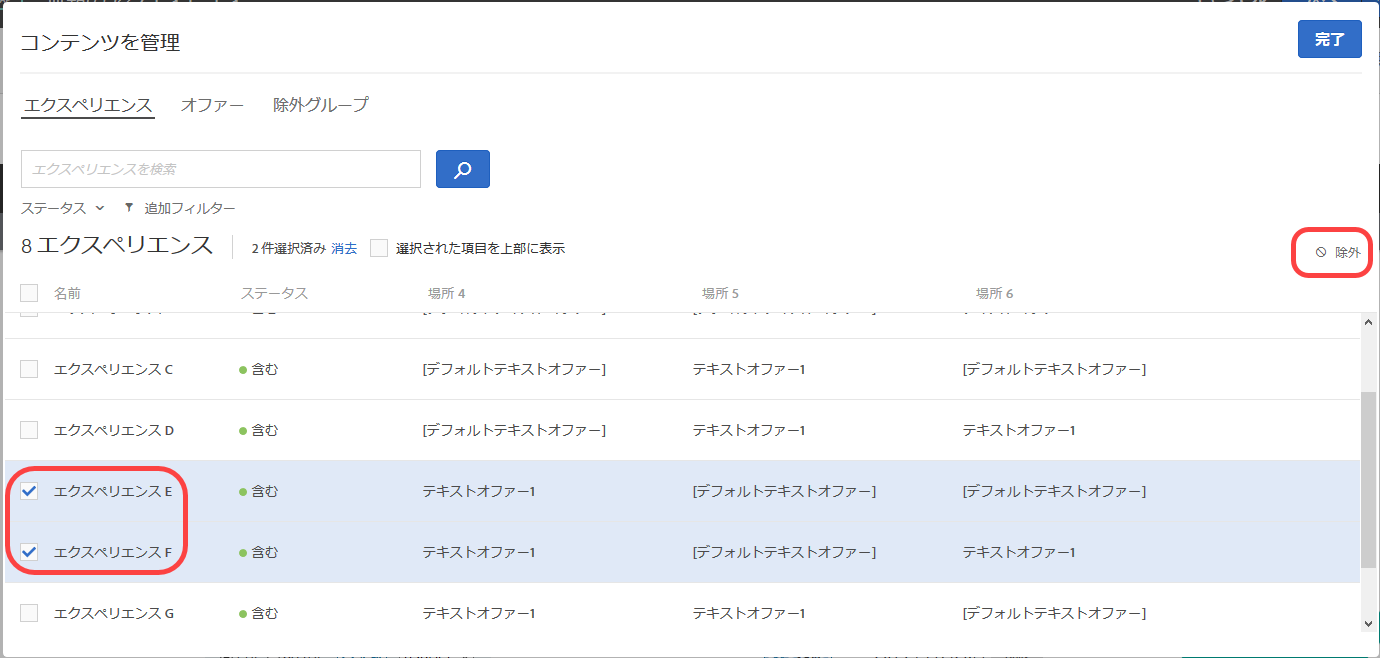 コンテンツを管理
完了
エクスペリエンス オファー 除外グループ
エクスペリエンスを検索
ステータス 追加フィルター
8 エクスペリエンス 2 件選択済み 消去 選択された項目を上部に表示 除外
名前 ステータス 場所 4 場所 5 場所 6
エクスペリエンス C 含む [デフォルトテキストオファー] テキストオファー1 [デフォルトテキストオファー]
エクスペリエンス D 含む [デフォルトテキストオファー] テキストオファー1 テキストオファー1
エクスペリエンス E 含む テキストオファー1 [デフォルトテキストオファー] [デフォルトテキストオファー]
エクスペリエンス F 含む テキストオファー1 [デフォルトテキストオファー] テキストオファー1
エクスペリエンス G 含む テキストオファー1 テキストオファー1 [デフォルトテキストオファー]